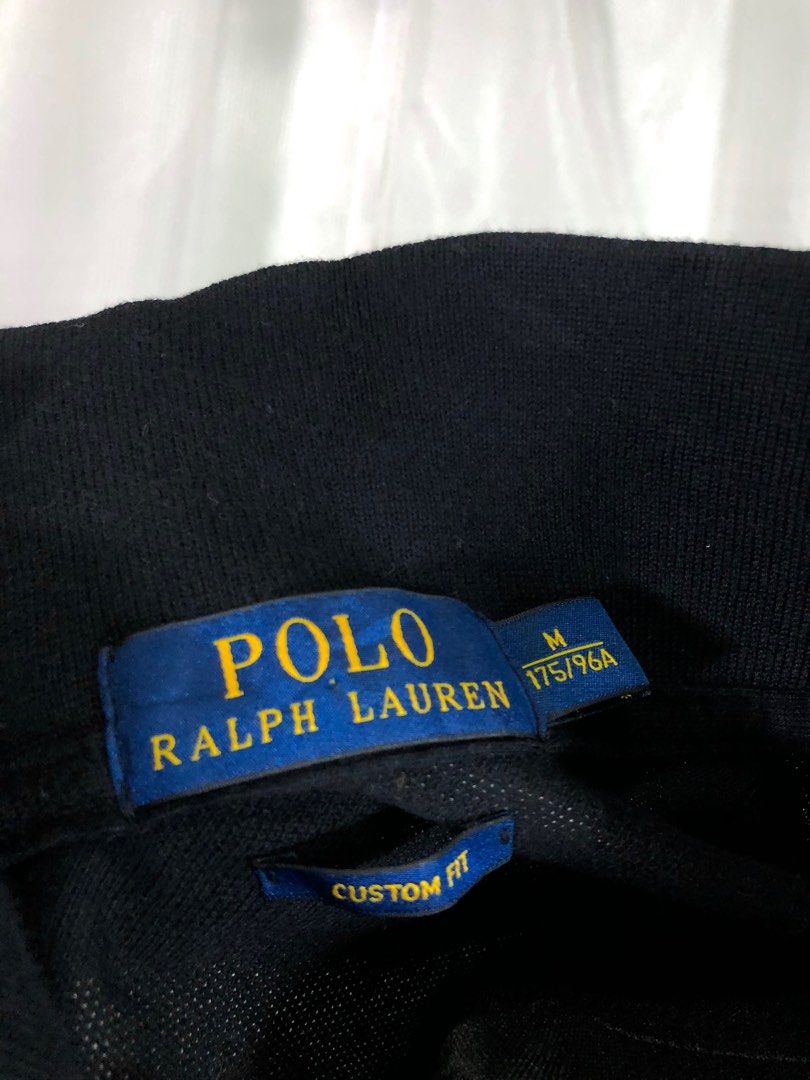 POLO
RALPH LAUREN
M
175/96A
CUSTOM FIT